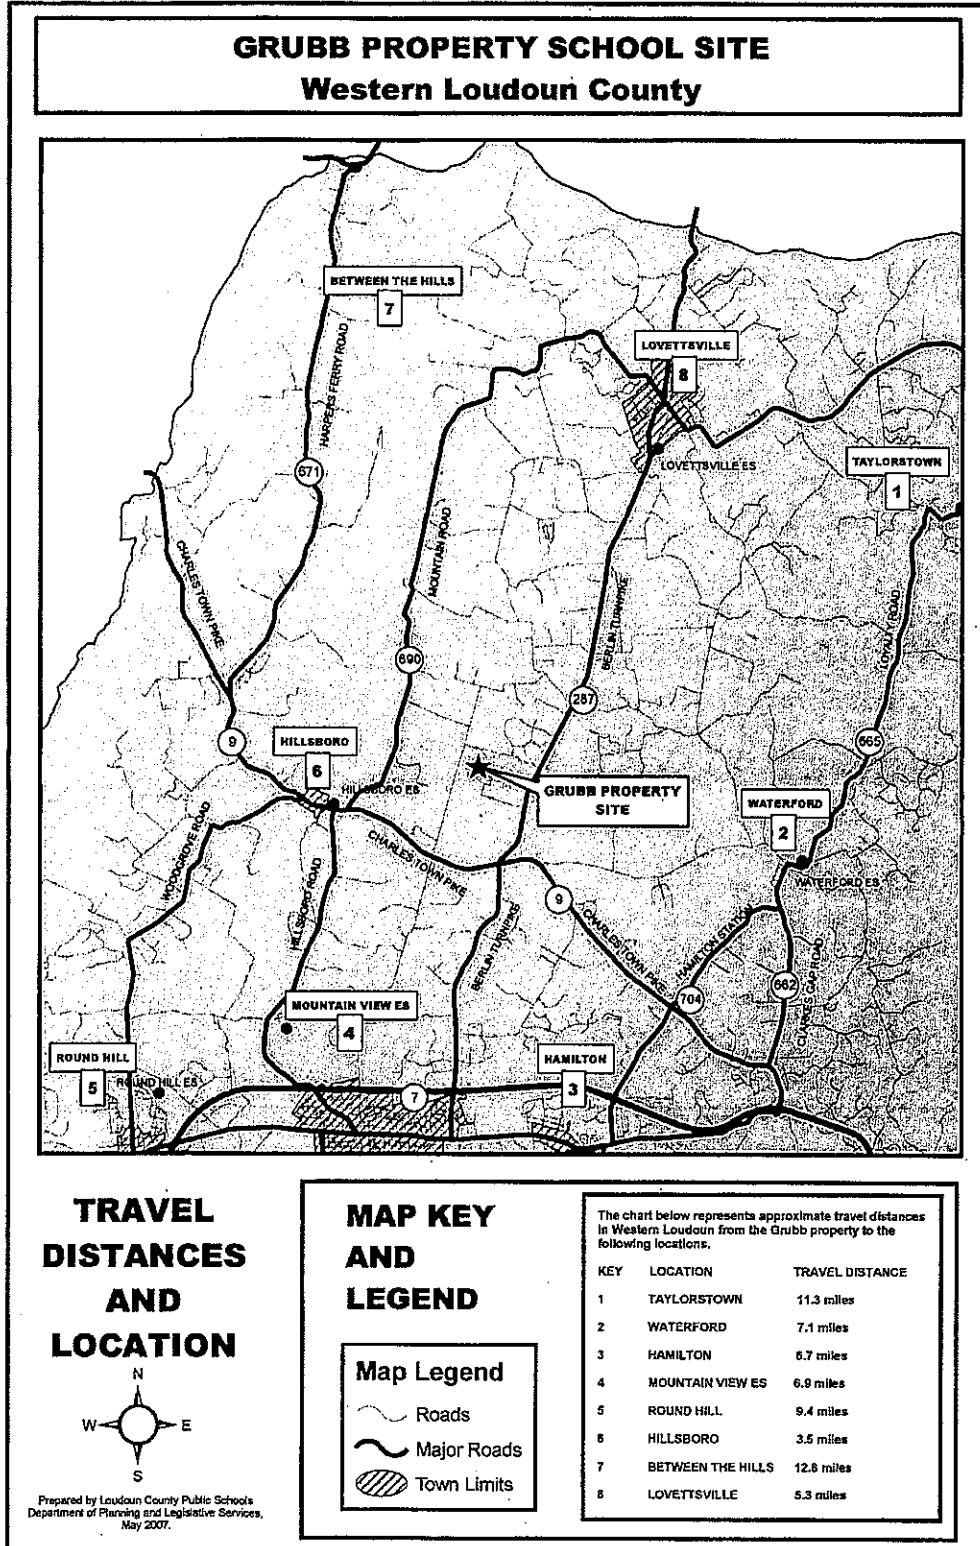 GRUBB PROPERTY SCHOOL SITE
Western Loudoun County
BETWEEN THE HILLS
7
HARPERS FERRY ROAD
671
LOVETTSVILLE
8
LOVETTSVILLE ES
TAYLORSTOWN
1
CHARLES TOWN PIKE
MOUNTAIN ROAD
690
BERLIN TURNPIKE
287
LOYALTY ROAD
665
9
HILLSBORO
6
HILLSBORO ES
GRUBB PROPERTY
SITE
WATERFORD
2
WATERFORD ES
WOODGROVE ROAD
HILLSBORO ROAD
CHARLES TOWN PIKE
9
BERLIN TURNPIKE
CHARLES TOWN PIKE
HAMILTON STATION
704
662
CLARKES GAP ROAD
MOUNTAIN VIEW ES
4
ROUND HILL
5
ROUND HILL ES
7
HAMILTON
3
TRAVEL
DISTANCES
AND
LOCATION
N
W E
S
Prepared by Loudoun County Public Schools
Department of Planning and Legislative Services,
May 2007.
MAP KEY
AND
LEGEND
Map Legend
Roads
Major Roads
Town Limits
The chart below represents approximate travel distances
in Western Loudoun from the Grubb property to the
following locations.
KEY LOCATION TRAVEL DISTANCE
1 TAYLORSTOWN 11.3 miles
2 WATERFORD 7.1 miles
3 HAMILTON miles
4 MOUNTAIN VIEW ES 6.9 miles
5 ROUND HILL 9.4 miles
6 HILLSBORO 3.5 miles
7 BETWEEN THE HILLS miles
8 LOVETTSVILLE 5.3 miles